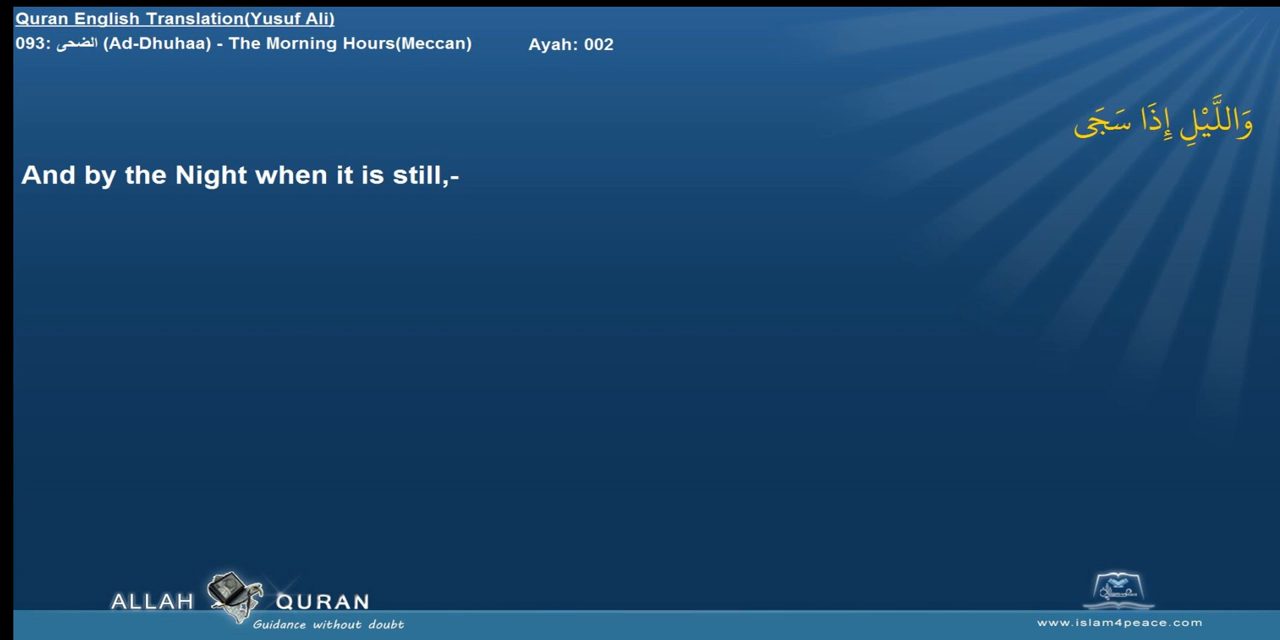 Quran English Translation(Yusuf Ali)
093: الضحى (Ad-Dhuhaa) - The Morning Hours(Meccan) Ayah: 002
وَاللَّيْلِ إِذَا سَجَى
And by the Night when it is still,-
ALLAH QURAN
Guidance without doubt
www.islam4peace.com